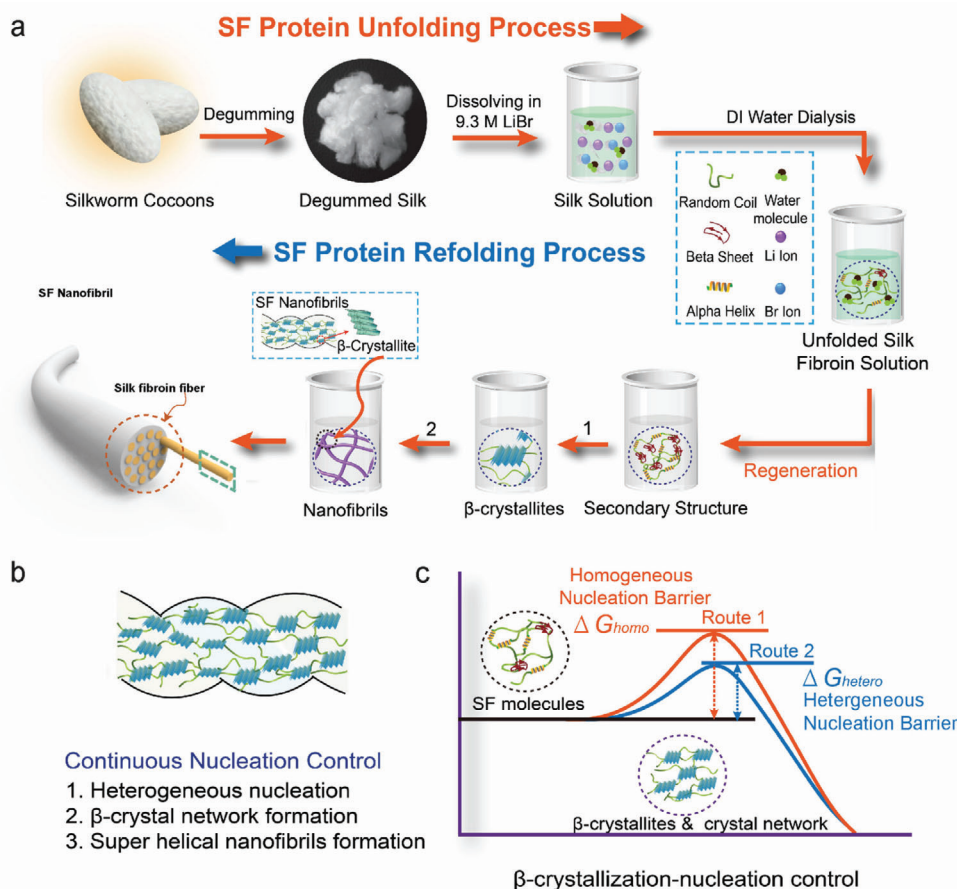 a
SF Protein Unfolding Process
Degumming
Dissolving in
9.3 M LiBr
DI Water Dialysis
Silkworm Cocoons
Degummed Silk
Silk Solution
Random Coil
Water
molecule
Beta Sheet
Li Ion
Alpha Helix
Br Ion
Unfolded Silk
Fibroin Solution
SF Protein Refolding Process
SF Nanofibril
SF Nanofibrils
β-Crystallite
Silk fibroin fiber
2
1
Regeneration
Nanofibrils
β-crystallites
Secondary Structure
b
Continuous Nucleation Control
1. Heterogeneous nucleation
2. β-crystal network formation
3. Super helical nanofibrils formation
c
Homogeneous
Nucleation Barrier
Δ Ghomo
Route 1
Route 2
Δ Ghetero
Hetergeneous
Nucleation Barrier
SF molecules
β-crystallites & crystal network
β-crystallization-nucleation control